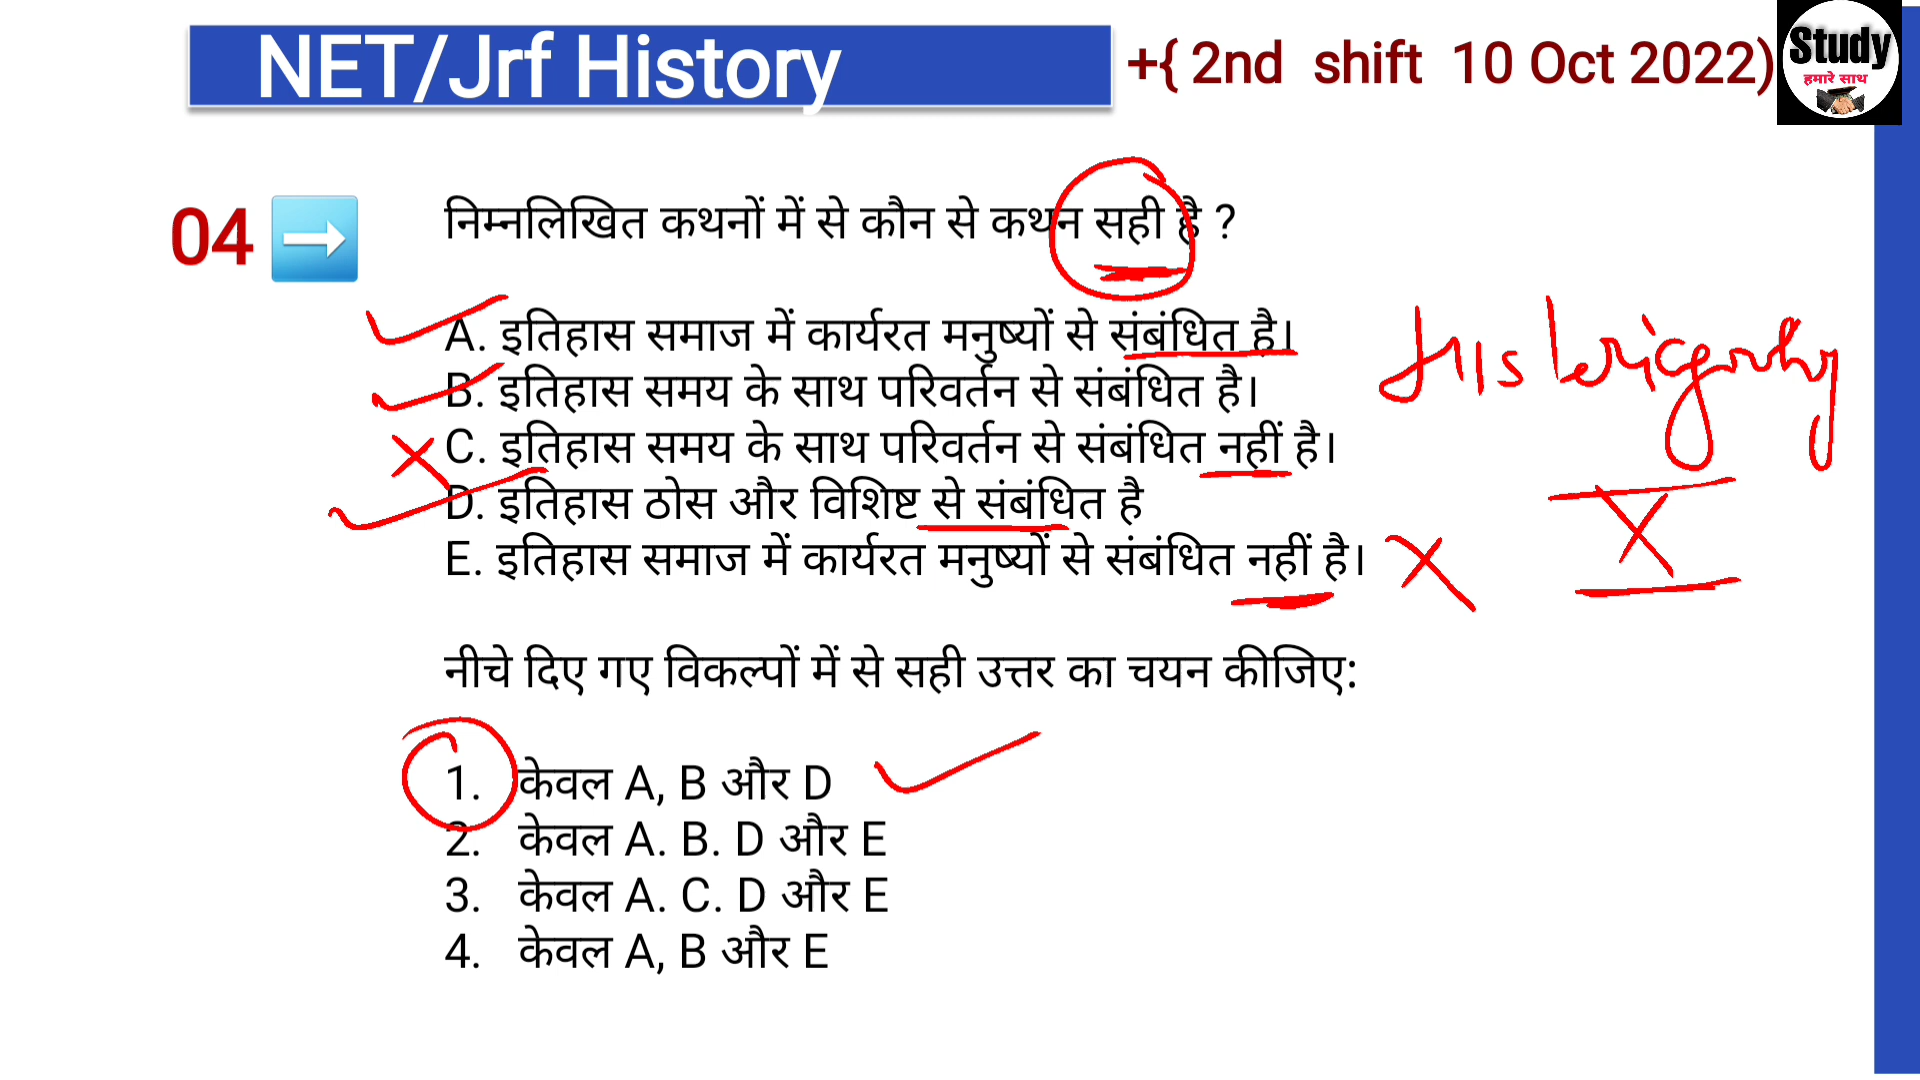 NET/Jrf History
+{ 2nd shift 10 Oct 2022)
Study
हमारे साथ
04
निम्नलिखित कथनों में से कौन से कथन सही है ?
A. इतिहास समाज में कार्यरत मनुष्यों से संबंधित है।
B. इतिहास समय के साथ परिवर्तन से संबंधित है।
C. इतिहास समय के साथ परिवर्तन से संबंधित नहीं है।
D. इतिहास ठोस और विशिष्ट से संबंधित है
E. इतिहास समाज में कार्यरत मनुष्यों से संबंधित नहीं है।
नीचे दिए गए विकल्पों में से सही उत्तर का चयन कीजिए:
1. केवल A, B और D
2. केवल A. B. D और E
3. केवल A. C. D और E
4. केवल A, B और E